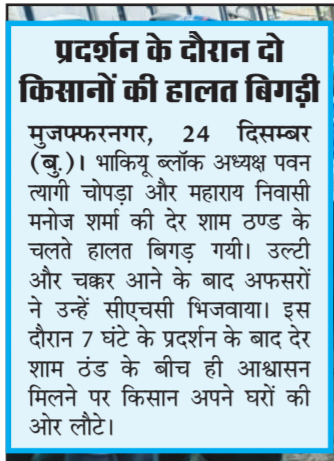 प्रदर्शन के दौरान दो
किसानों की हालत बिगड़ी
मुजफ्फरनगर, 24 दिसम्बर
(बु.)। भाकियू ब्लॉक अध्यक्ष पवन
त्यागी चोपड़ा और महाराय निवासी
मनोज शर्मा की देर शाम ठण्ड के
चलते हालत बिगड़ गयी। उल्टी
और चक्कर आने के बाद अफसरों
ने उन्हें सीएचसी भिजवाया। इस
दौरान 7 घंटे के प्रदर्शन के बाद देर
शाम ठंड के बीच ही आश्वासन
मिलने पर किसान अपने घरों की
ओर लौटे।